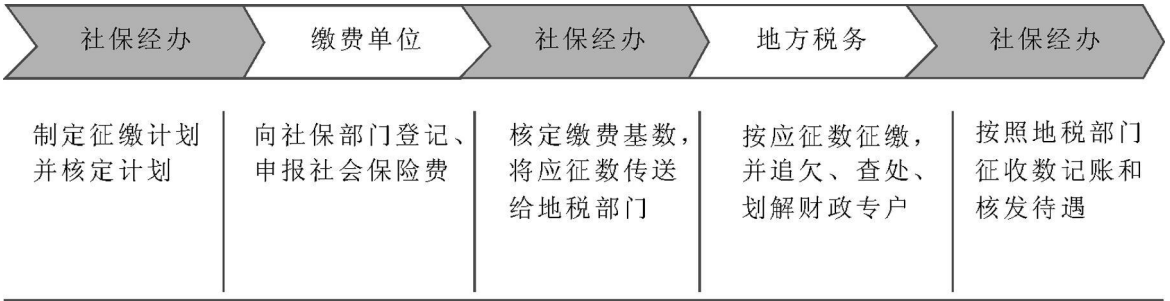 社保经办
缴费单位
社保经办
地方税务
社保经办
制定征缴计划
并核定计划
向社保部门登记、
申报社会保险费
核定缴费基数，
将应征数传送
给地税部门
按应征数征缴，
并追欠、查处、
划解财政专户
按照地税部门
征收数记账和
核发待遇